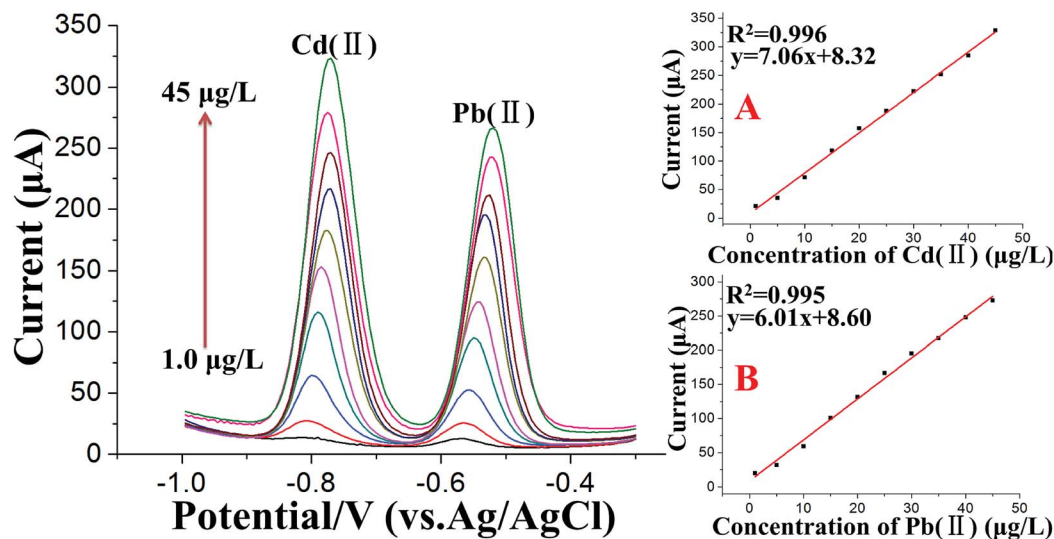 350
300
250
200
150
100
50
0
Current (μA)
Cd(Ⅱ)
Pb(Ⅱ)
45 μg/L
1.0 μg/L
-1.0
-0.8
-0.6
-0.4
Potential/V (vs.Ag/AgCl)
350
300
250
200
150
100
50
0
Current (μA)
R²=0.996
y=7.06x+8.32
A
0
10
20
30
40
50
Concentration of Cd(Ⅱ) (μg/L)
300
250
200
150
100
50
0
Current (μA)
R²=0.995
y=6.01x+8.60
B
0
10
20
30
40
50
Concentration of Pb(Ⅱ) (μg/L)